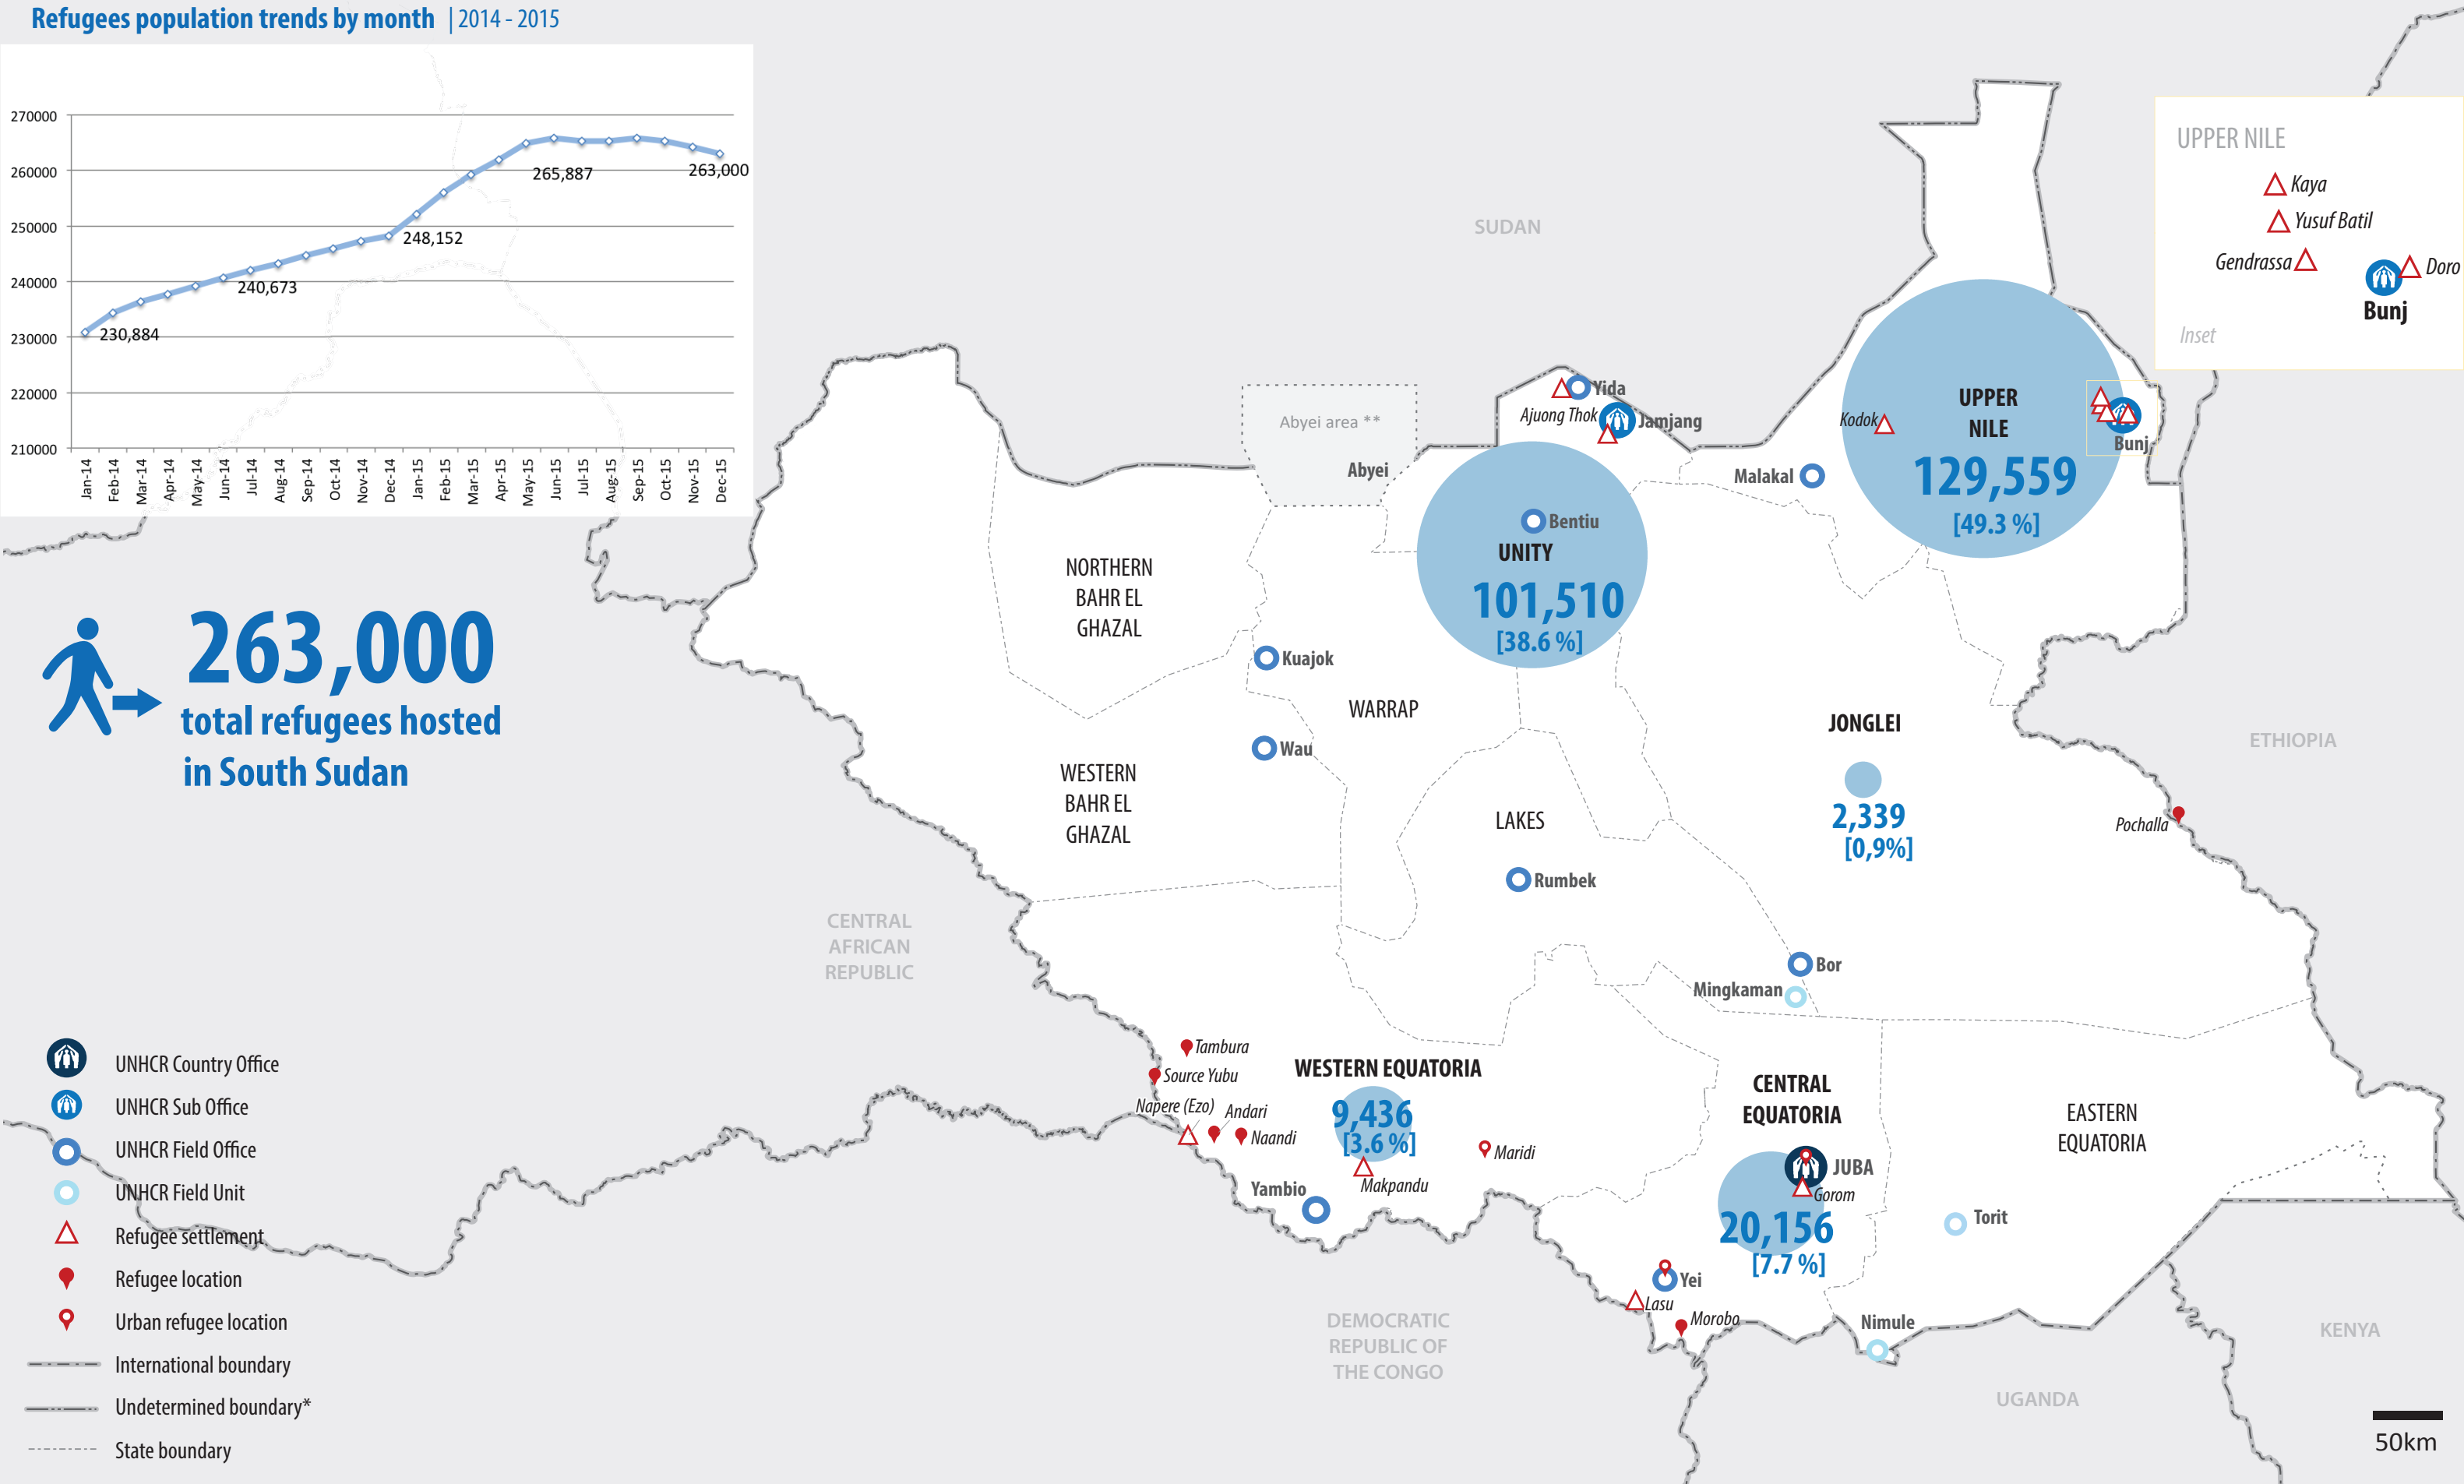 Refugees population trends by month | 2014 - 2015
270000
260000
250000
240000
230000
220000
210000
230,884
240,673
248,152
265,887
263,000
Jan-14
Feb-14
Mar-14
Apr-14
May-14
Jun-14
Jul-14
Aug-14
Sep-14
Oct-14
Nov-14
Dec-14
Jan-15
Feb-15
Mar-15
Apr-15
May-15
Jun-15
Jul-15
Aug-15
Sep-15
Oct-15
Nov-15
Dec-15
263,000
total refugees hosted
in South Sudan
UNHCR Country Office
UNHCR Sub Office
UNHCR Field Office
UNHCR Field Unit
Refugee settlement
Refugee location
Urban refugee location
International boundary
Undetermined boundary*
State boundary
SUDAN
UPPER NILE
Kaya
Yusuf Batil
Gendrassa
Doro
Bunj
Inset
Yida
Ajuong Thok
Jamjang
Abyei area **
Abyei
Kodok
UPPER
NILE
129,559
[49.3 %]
Bunj
Malakal
Bentiu
UNITY
101,510
[38.6 %]
NORTHERN
BAHR EL
GHAZAL
Kuajok
WARRAP
Wau
WESTERN
BAHR EL
GHAZAL
JONGLEI
2,339
[0,9%]
ETHIOPIA
Pochalla
LAKES
Rumbek
CENTRAL
AFRICAN
REPUBLIC
Bor
Mingkaman
Tambura
Source Yubu
Napere (Ezo)
Andari
Naandi
WESTERN EQUATORIA
9,436
[3.6 %]
Maridi
Makpandu
Yambio
CENTRAL
EQUATORIA
JUBA
Gorom
20,156
[7.7 %]
EASTERN
EQUATORIA
Torit
Yei
Lasu
Morobo
Nimule
DEMOCRATIC
REPUBLIC OF
THE CONGO
UGANDA
KENYA
50km